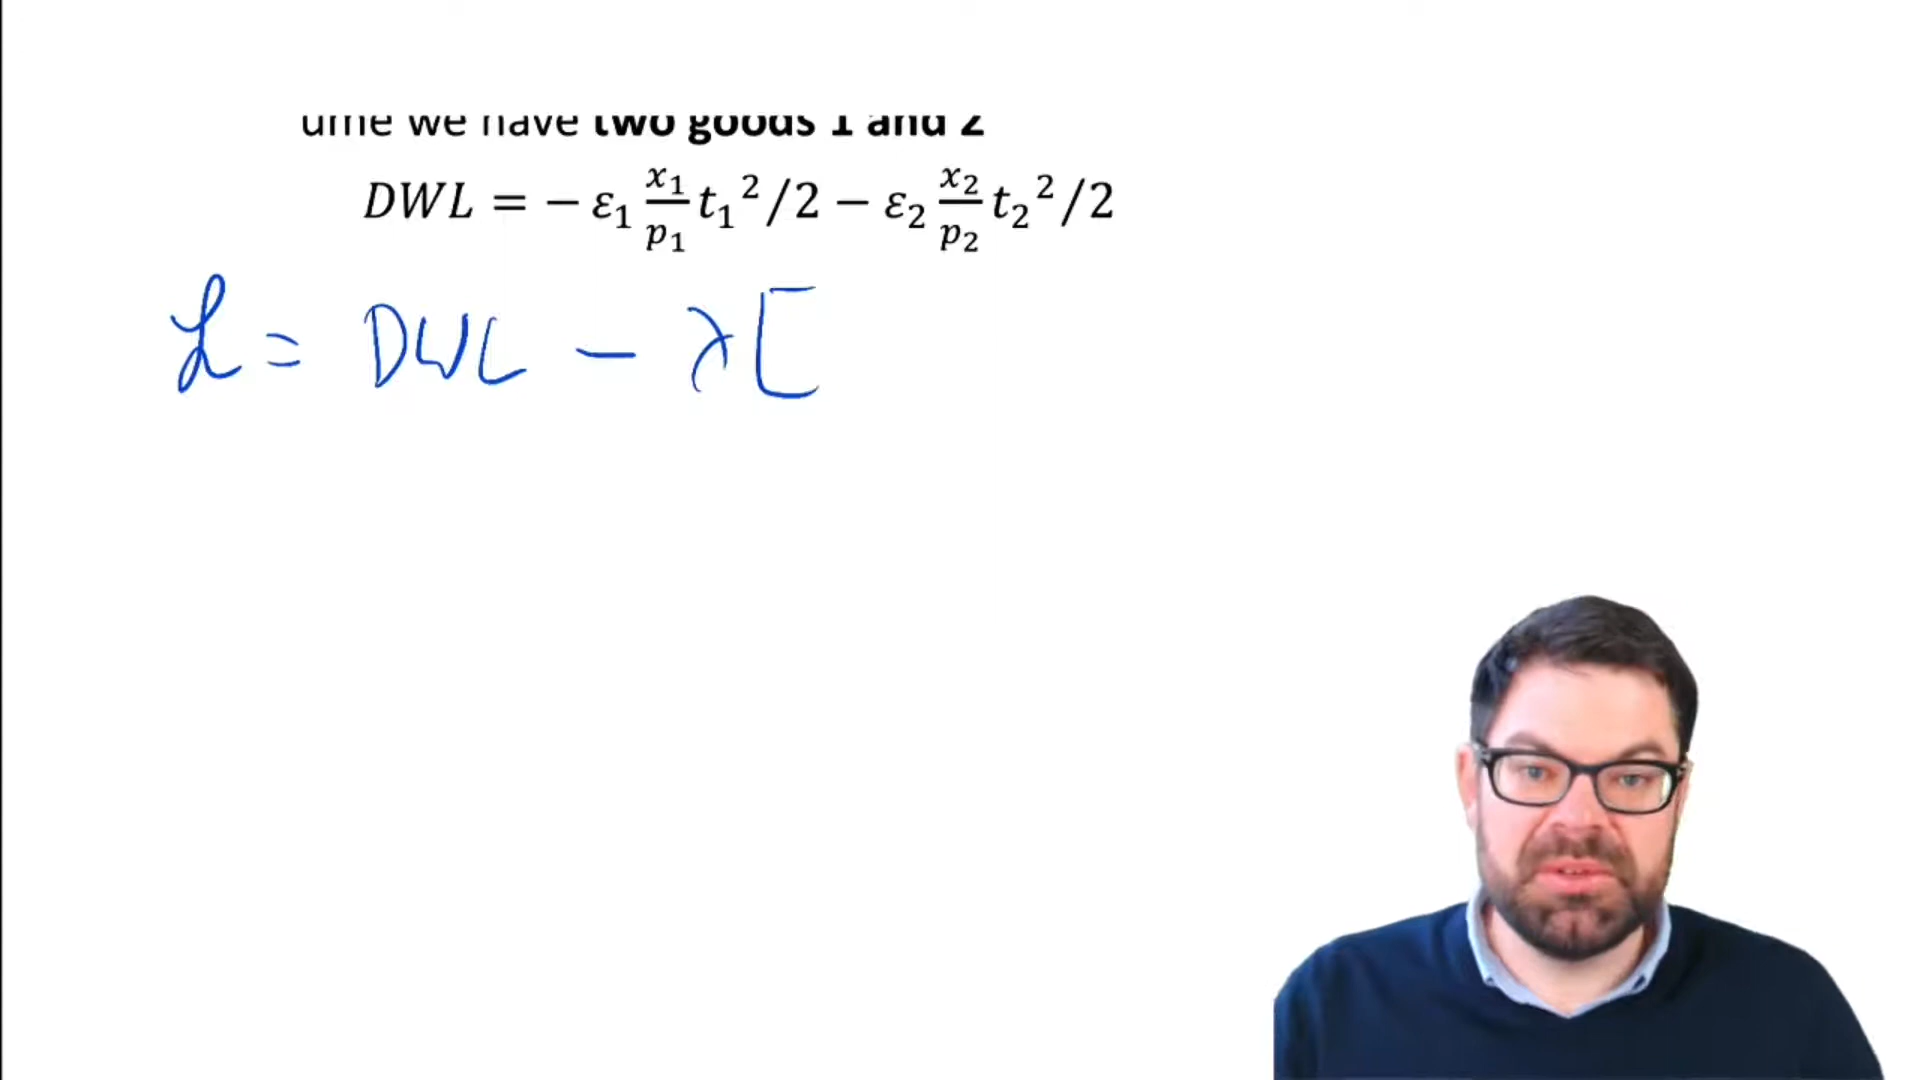 ume we have two goods 1 and 2
DWL = − ε₁ x₁/p₁ t₁²/2 − ε₂ x₂/p₂ t₂²/2
ℒ = DWL − λ[